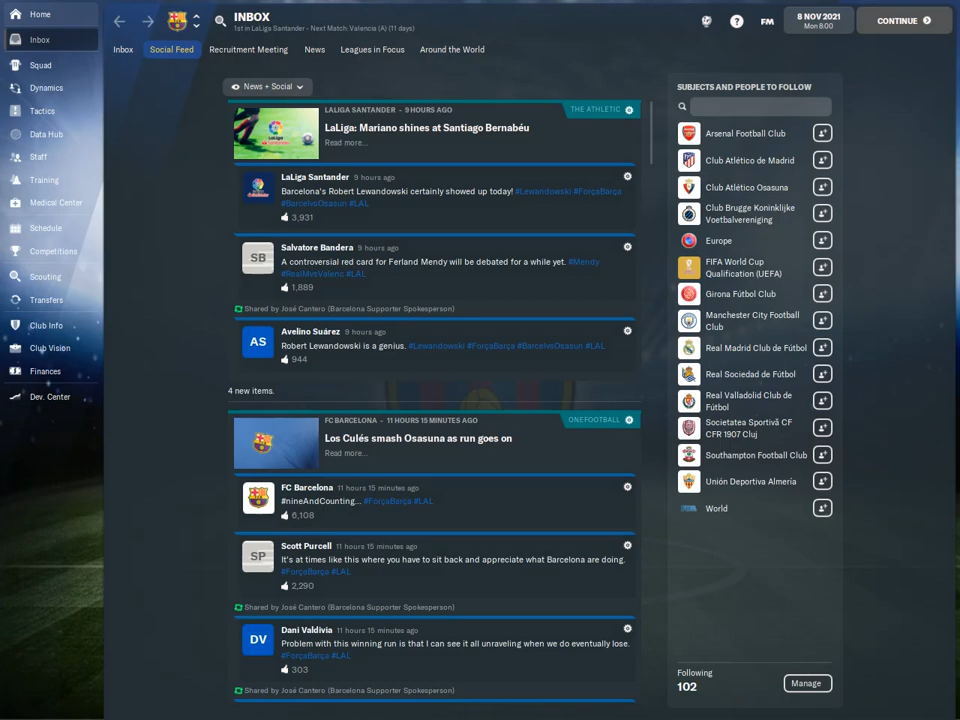 Home
Inbox
Squad
Dynamics
Tactics
Data Hub
Staff
Training
Medical Center
Schedule
Competitions
Scouting
Transfers
Club Info
Club Vision
Finances
Dev. Center
INBOX
1st in LaLiga Santander - Next Match: Valencia (A) (11 days)
?
FM
8 NOV 2021
Mon 8:00
CONTINUE
Inbox
Social Feed
Recruitment Meeting
News
Leagues in Focus
Around the World
News + Social
LALIGA SANTANDER - 9 HOURS AGO
THE ATHLETIC
LaLiga: Mariano shines at Santiago Bernabéu
Read more...
LaLiga Santander 9 hours ago
Barcelona's Robert Lewandowski certainly showed up today! #Lewandowski #ForçaBarça
#BarcelvsOsasun #LAL
3,931
SB
Salvatore Bandera 9 hours ago
A controversial red card for Ferland Mendy will be debated for a while yet. #Mendy
#RealMvsValenc #LAL
1,889
Shared by José Cantero (Barcelona Supporter Spokesperson)
AS
Avelino Suárez 9 hours ago
Robert Lewandowski is a genius. #Lewandowski #ForçaBarça #BarcelvsOsasun #LAL
944
4 new items.
FC BARCELONA - 11 HOURS 15 MINUTES AGO
ONEFOOTBALL
Los Culés smash Osasuna as run goes on
Read more...
FC Barcelona 11 hours 15 minutes ago
#nineAndCounting... #ForçaBarça #LAL
6,108
SP
Scott Purcell 11 hours 15 minutes ago
It's at times like this where you have to sit back and appreciate what Barcelona are doing.
#ForçaBarça #LAL
2,290
Shared by José Cantero (Barcelona Supporter Spokesperson)
DV
Dani Valdivia 11 hours 15 minutes ago
Problem with this winning run is that I can see it all unraveling when we do eventually lose.
#ForçaBarça #LAL
303
Shared by José Cantero (Barcelona Supporter Spokesperson)
SUBJECTS AND PEOPLE TO FOLLOW
Arsenal Football Club
Club Atlético de Madrid
Club Atlético Osasuna
Club Brugge Koninklijke
Voetbalvereniging
Europe
FIFA World Cup
Qualification (UEFA)
Girona Fútbol Club
Manchester City Football
Club
Real Madrid Club de Fútbol
Real Sociedad de Fútbol
Real Valladolid Club de
Fútbol
Societatea Sportivă CF
CFR 1907 Cluj
Southampton Football Club
Unión Deportiva Almería
FIFA
World
Following
102
Manage